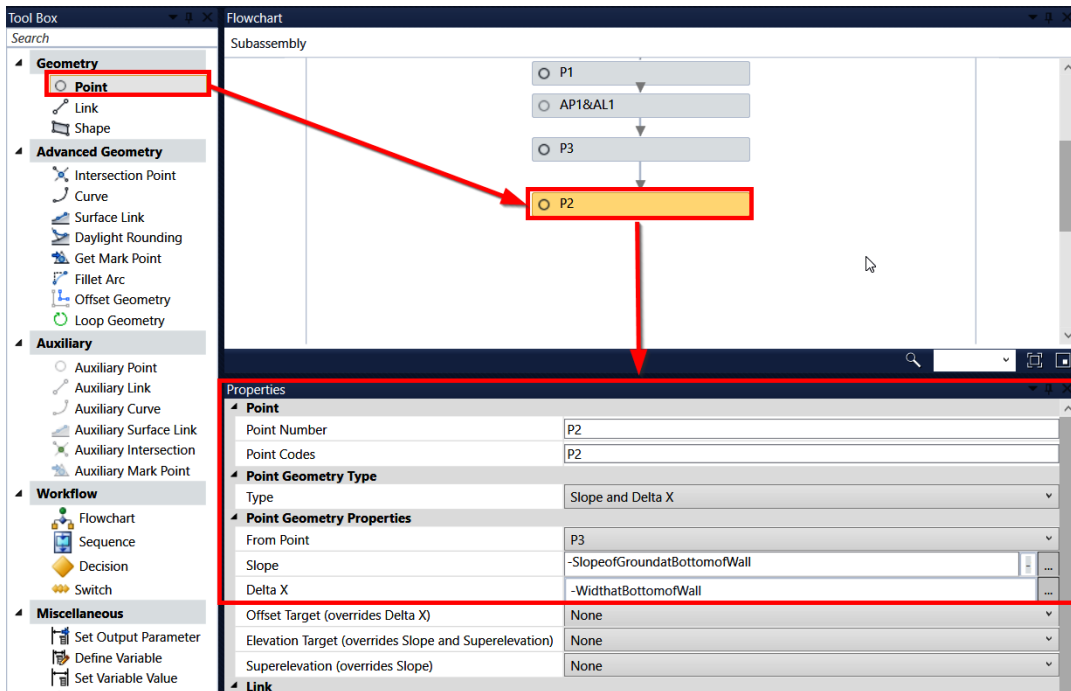 Tool Box
Search
Geometry
Point
Link
Shape
Advanced Geometry
Intersection Point
Curve
Surface Link
Daylight Rounding
Get Mark Point
Fillet Arc
Offset Geometry
Loop Geometry
Auxiliary
Auxiliary Point
Auxiliary Link
Auxiliary Curve
Auxiliary Surface Link
Auxiliary Intersection
Auxiliary Mark Point
Workflow
Flowchart
Sequence
Decision
Switch
Miscellaneous
Set Output Parameter
Define Variable
Set Variable Value
Flowchart
Subassembly
P1
AP1&AL1
P3
P2
Properties
Point
Point Number P2
Point Codes P2
Point Geometry Type
Type Slope and Delta X
Point Geometry Properties
From Point P3
Slope -SlopeofGroundatBottomofWall ...
Delta X -WidthatBottomofWall ...
Offset Target (overrides Delta X) None
Elevation Target (overrides Slope and Superelevation) None
Superelevation (overrides Slope) None
Link